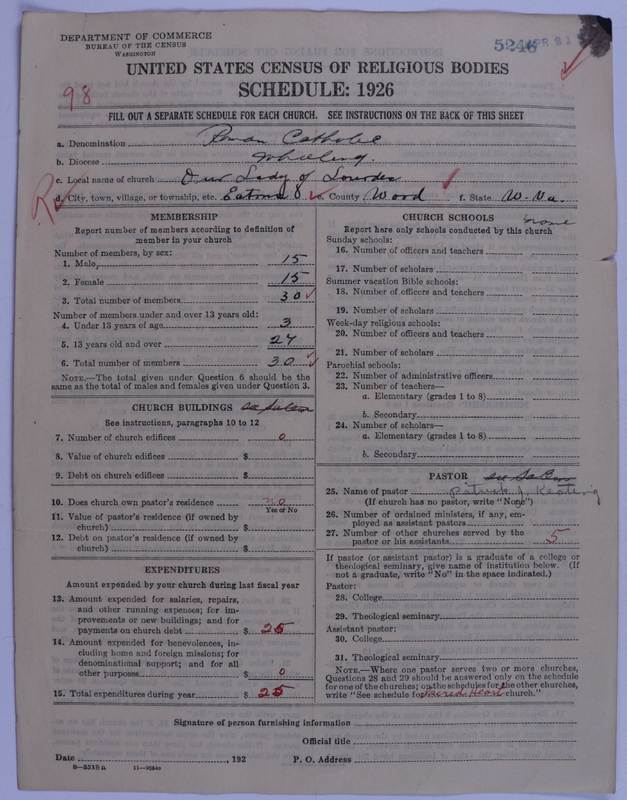 DEPARTMENT OF COMMERCE
BUREAU OF THE CENSUS
WASHINGTON
5246 APR 21
UNITED STATES CENSUS OF RELIGIOUS BODIES
SCHEDULE: 1926
98
FILL OUT A SEPARATE SCHEDULE FOR EACH CHURCH. SEE INSTRUCTIONS ON THE BACK OF THIS SHEET
a. Denomination Roman Catholic
b. Diocese Wheeling.
c. Local name of church Our Lady of Lourdes
d. City, town, village, or township, etc. Eatons e. County Wood f. State W. Va.
MEMBERSHIP
Report number of members according to definition of
member in your church
Number of members, by sex:
1. Male 15
2. Female 15
3. Total number of members 30
Number of members under and over 13 years old:
4. Under 13 years of age 3
5. 13 years old and over 27
6. Total number of members 30
NOTE.—The total given under Question 6 should be the
same as the total of males and females given under Question 3.
CHURCH BUILDINGS
See instructions, paragraphs 10 to 12
7. Number of church edifices 0
8. Value of church edifices $
9. Debt on church edifices $
10. Does church own pastor's residence no
Yes or No
11. Value of pastor's residence (if owned by
church) $
12. Debt on pastor's residence (if owned by
church) $
EXPENDITURES
Amount expended by your church during last fiscal year
13. Amount expended for salaries, repairs,
and other running expenses; for im-
provements or new buildings; and for
payments on church debt $ 25
14. Amount expended for benevolences, in-
cluding home and foreign missions; for
denominational support; and for all
other purposes $ 0
15. Total expenditures during year $ 25
CHURCH SCHOOLS none
Report here only schools conducted by this church
Sunday schools:
16. Number of officers and teachers
17. Number of scholars
Summer vacation Bible schools:
18. Number of officers and teachers
19. Number of scholars
Week-day religious schools:
20. Number of officers and teachers
21. Number of scholars
Parochial schools:
22. Number of administrative officers
23. Number of teachers—
a. Elementary (grades 1 to 8)
b. Secondary
24. Number of scholars—
a. Elementary (grades 1 to 8)
b. Secondary
PASTOR
25. Name of pastor Patrick J. Keating
(If church has no pastor, write "None")
26. Number of ordained ministers, if any, em-
ployed as assistant pastors
27. Number of other churches served by the
pastor or his assistants 5
If pastor (or assistant pastor) is a graduate of a college or
theological seminary, give name of institution below. (If
not a graduate, write "No" in the space indicated.)
Pastor:
28. College
29. Theological seminary
Assistant pastor:
30. College
31. Theological seminary
NOTE.—Where one pastor serves two or more churches,
Questions 28 and 29 should be answered only on the schedule
for one of the churches; on the schedules for the other churches,
write "See schedule for Sacred Heart church."
Signature of person furnishing information
Official title
Date , 192 P. O. Address
8—5318a 11—9254a